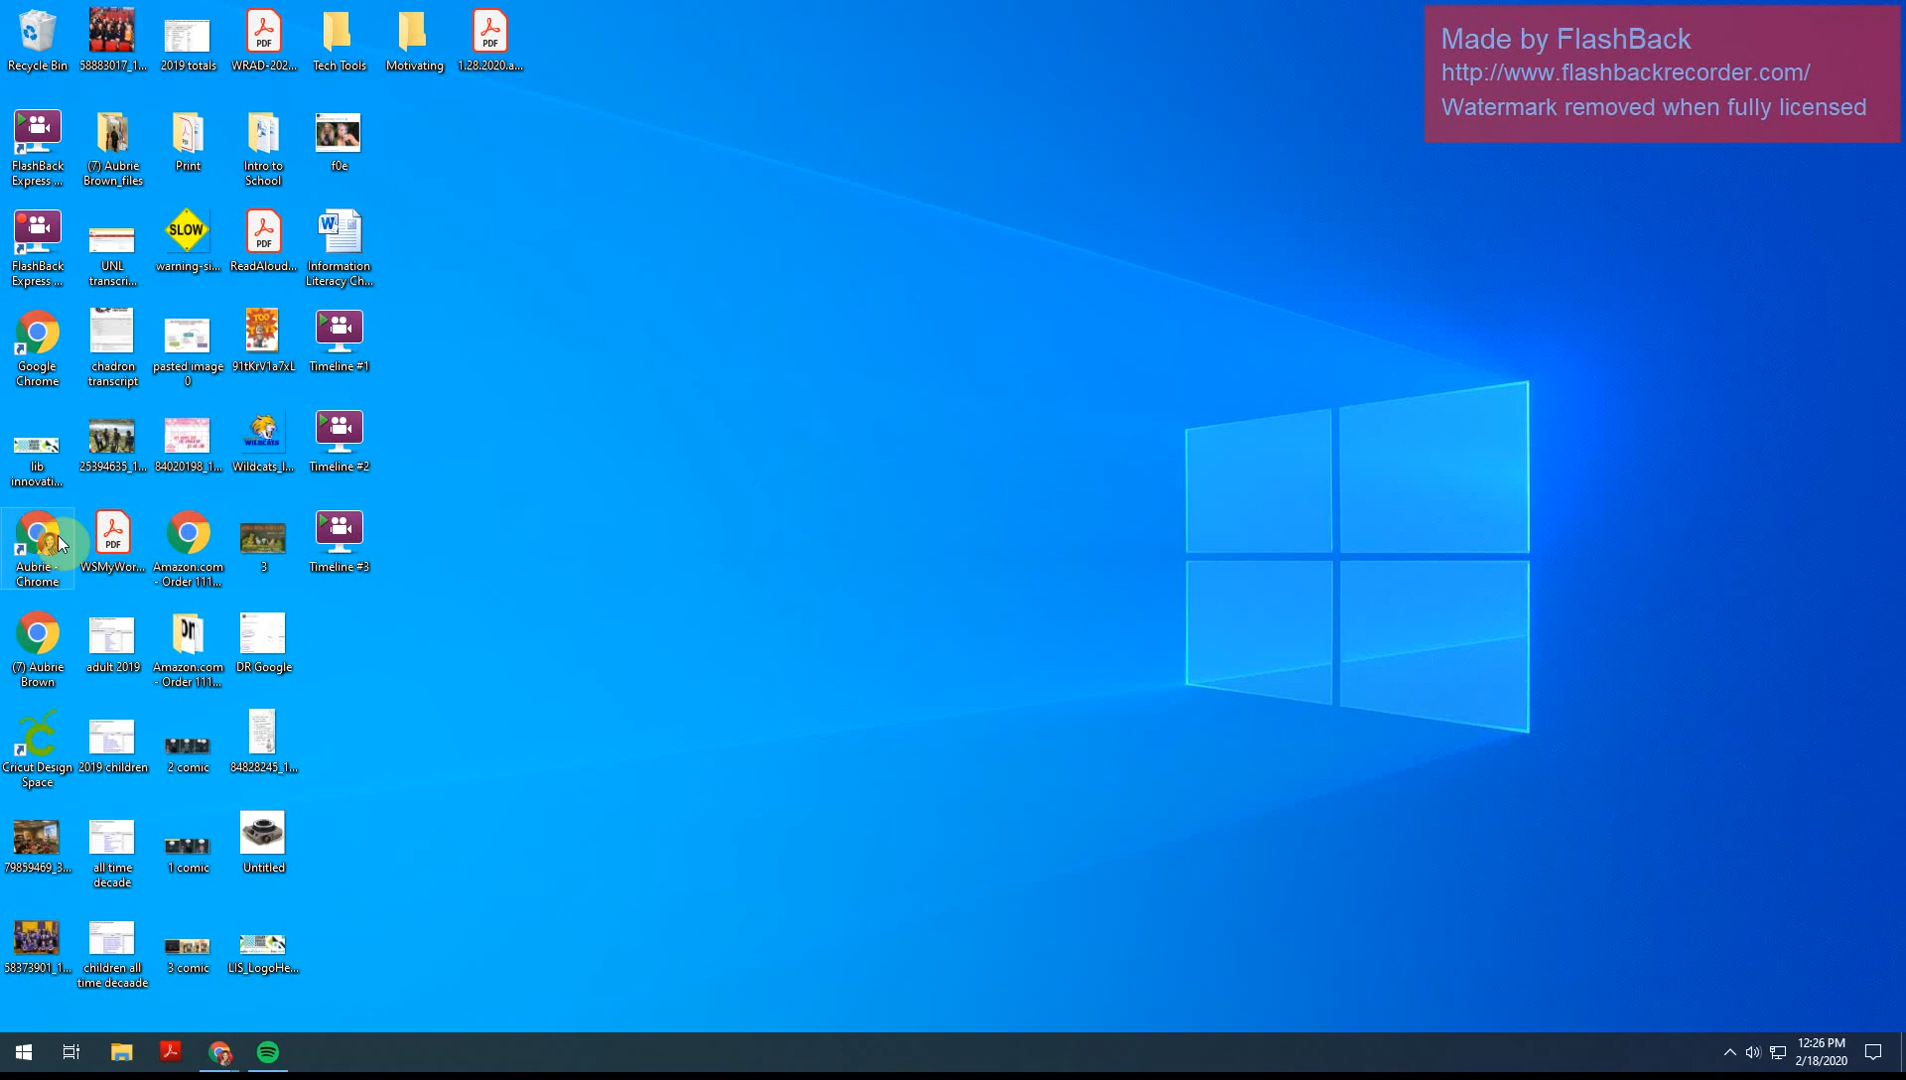 Made by FlashBack
http://www.flashbackrecorder.com/
Watermark removed when fully licensed
Recycle Bin
58883017_1...
2019 totals
WRAD-202...
Tech Tools
Motivating
1.28.2020.a...
FlashBack
Express ...
(7) Aubrie
Brown_files
Print
Intro to
School
f0e
FlashBack
Express ...
UNL
transcri...
SLOW
warning-si...
ReadAloud...
Information
Literacy Ch...
Google
Chrome
chadron
transcript
pasted image
0
91tKrV1a7xL
Timeline #1
lib
innovati...
25394635_1...
84020198_1...
WILDCATS
Wildcats_l...
Timeline #2
Aubrie -
Chrome
PDF
WSMyWor...
Amazon.com
- Order 111...
3
Timeline #3
(7) Aubrie
Brown
adult 2019
Amazon.com
- Order 111...
DR Google
Cricut Design
Space
2019 children
2 comic
84828245_1...
79859469_3...
all time
decade
1 comic
Untitled
58373901_1...
children all
time decaade
3 comic
LIS_LogoHe...
12:26 PM
2/18/2020